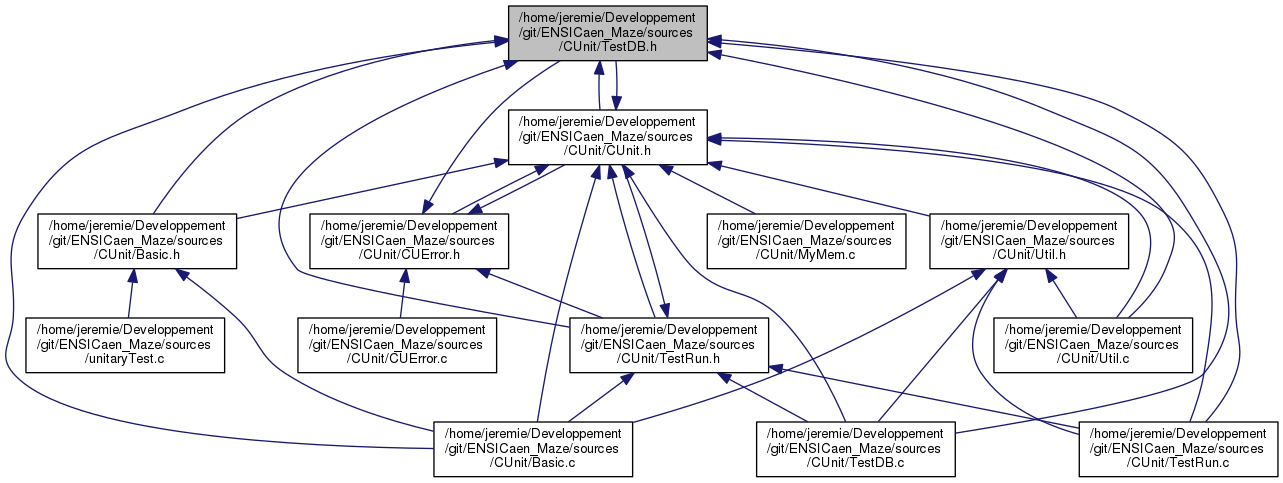 /home/jeremie/Developpement
/git/ENSICaen_Maze/sources
/CUnit/TestDB.h
/home/jeremie/Developpement
/git/ENSICaen_Maze/sources
/CUnit/CUnit.h
/home/jeremie/Developpement
/git/ENSICaen_Maze/sources
/CUnit/Basic.h
/home/jeremie/Developpement
/git/ENSICaen_Maze/sources
/CUnit/CUError.h
/home/jeremie/Developpement
/git/ENSICaen_Maze/sources
/CUnit/MyMem.c
/home/jeremie/Developpement
/git/ENSICaen_Maze/sources
/CUnit/Util.h
/home/jeremie/Developpement
/git/ENSICaen_Maze/sources
/unitaryTest.c
/home/jeremie/Developpement
/git/ENSICaen_Maze/sources
/CUnit/CUError.c
/home/jeremie/Developpement
/git/ENSICaen_Maze/sources
/CUnit/TestRun.h
/home/jeremie/Developpement
/git/ENSICaen_Maze/sources
/CUnit/Util.c
/home/jeremie/Developpement
/git/ENSICaen_Maze/sources
/CUnit/Basic.c
/home/jeremie/Developpement
/git/ENSICaen_Maze/sources
/CUnit/TestDB.c
/home/jeremie/Developpement
/git/ENSICaen_Maze/sources
/CUnit/TestRun.c